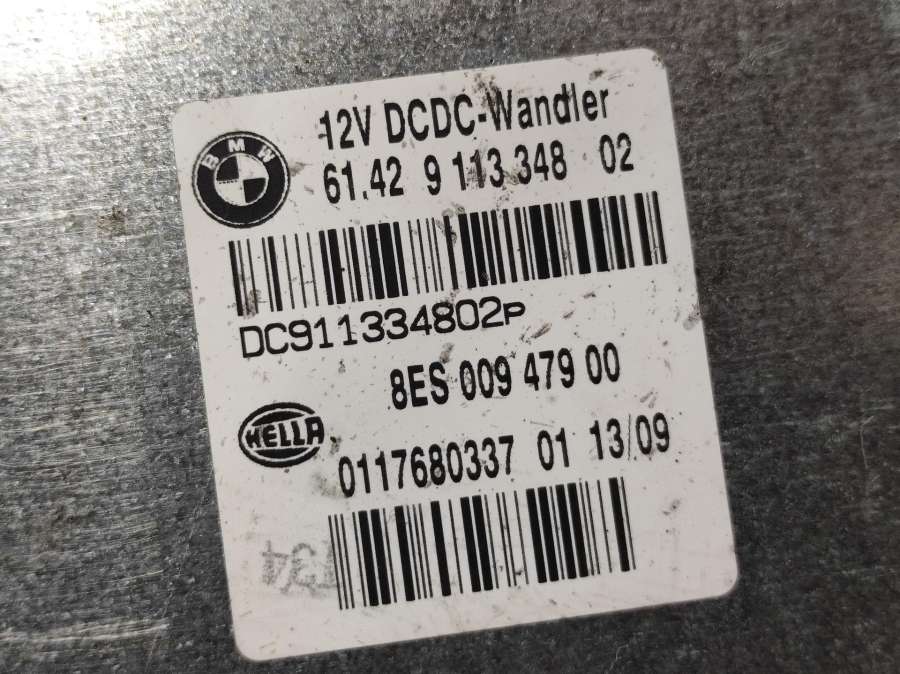 12V DCDC-Wandler
BMW
61.42 9 113 348 02
DC911334802P
8ES 009 479 00
HELLA
0117680337 01 13/09